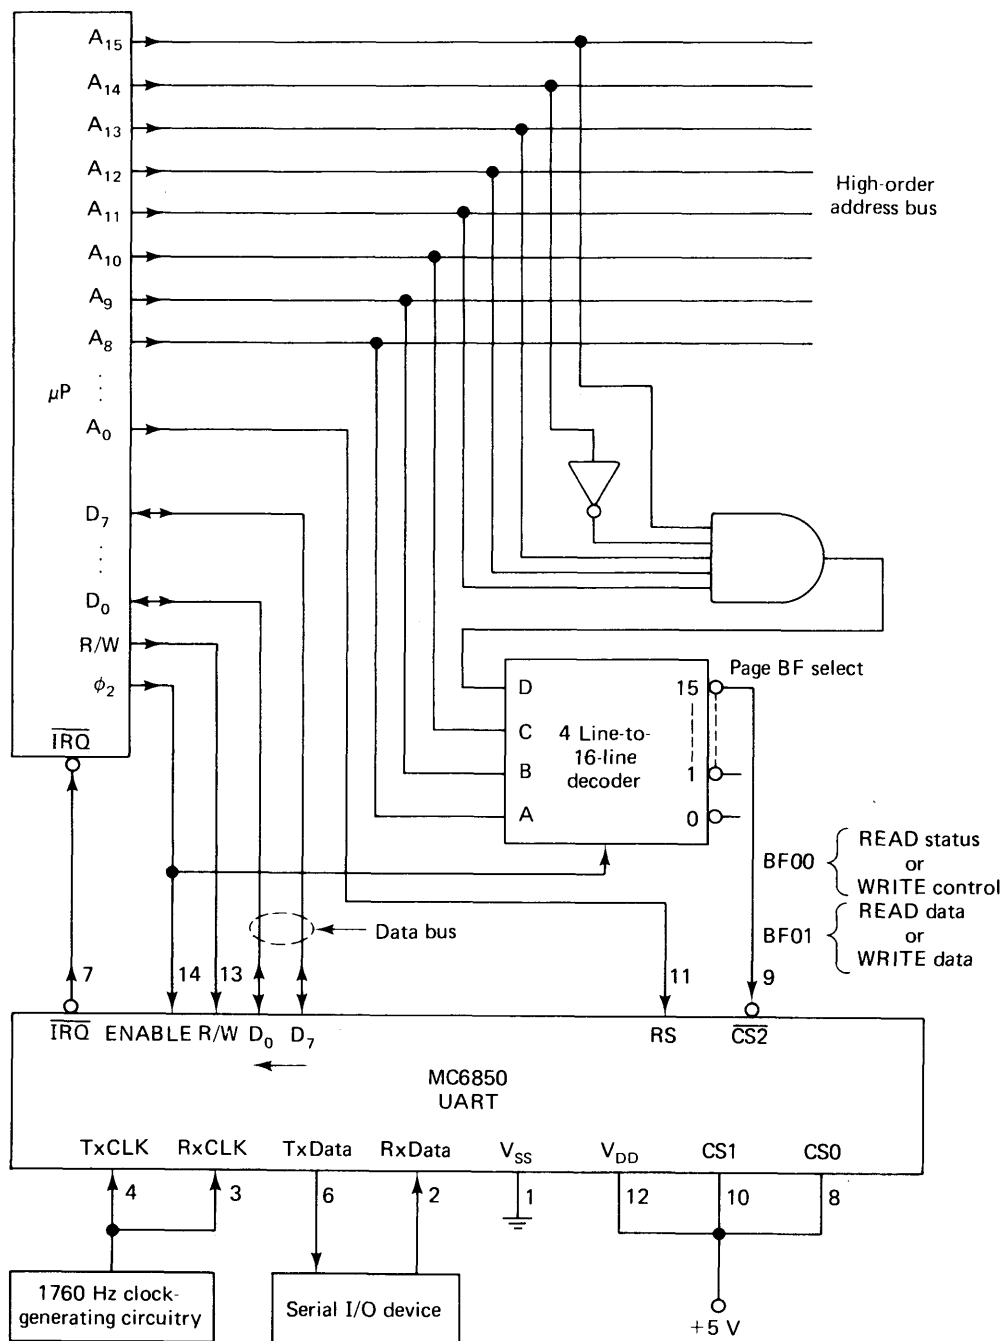 A15
A14
A13
A12
High-order
address bus
A11
A10
A9
A8
μP
A0
D7
D0
R/W
ϕ2
IRQ
Page BF select
D
15
C
4 Line-to-
16-line
decoder
B
1
A
0
BF00
READ status
or
WRITE control
BF01
READ data
or
WRITE data
Data bus
7
14
13
11
9
IRQ
ENABLE
R/W
D0
D7
RS
CS2
MC6850
UART
TxCLK
RxCLK
TxData
RxData
VSS
VDD
CS1
CS0
4
3
6
2
1
12
10
8
1760 Hz clock-
generating circuitry
Serial I/O device
+5 V